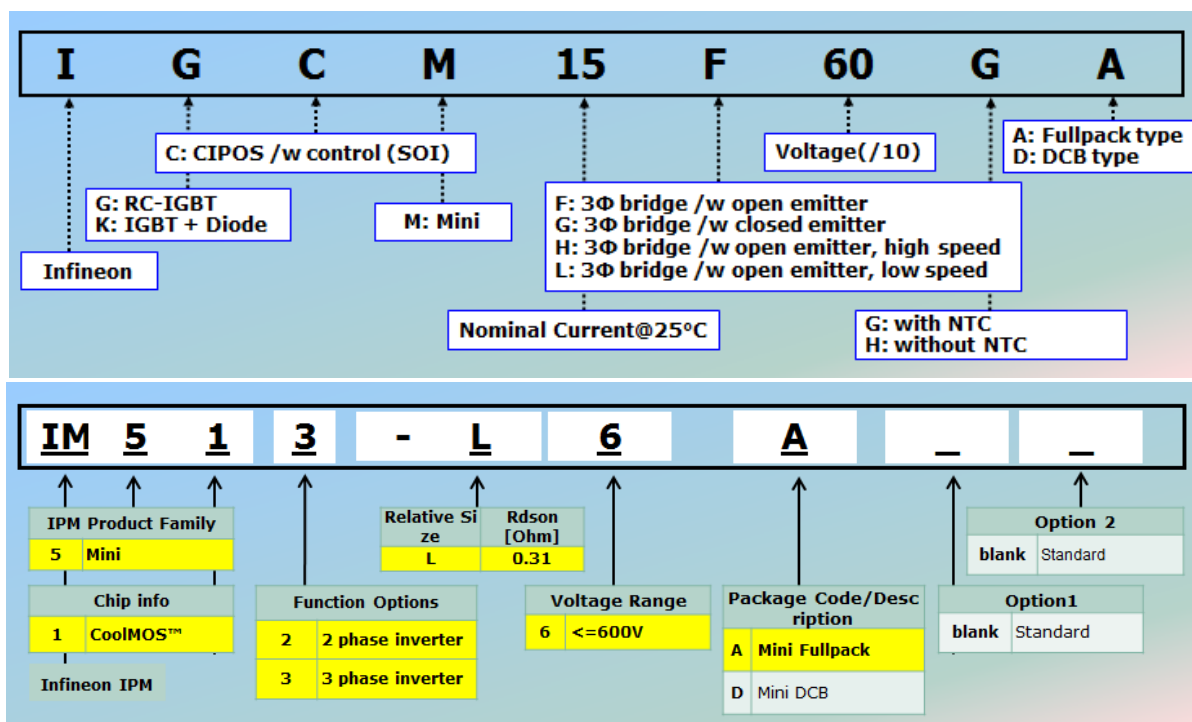 I G C M 15 F 60 G A
A: Fullpack type
D: DCB type
C: CIPOS /w control (SOI)
Voltage(/10)
G: RC-IGBT
K: IGBT + Diode
M: Mini
F: 3Φ bridge /w open emitter
G: 3Φ bridge /w closed emitter
H: 3Φ bridge /w open emitter, high speed
L: 3Φ bridge /w open emitter, low speed
Infineon
Nominal Current@25°C
G: with NTC
H: without NTC
IM 5 1 3 - L 6 A _ _
IPM Product Family
5 Mini
Relative Si
ze
Rdson
[Ohm]
L 0.31
Option 2
blank Standard
Chip info
1 CoolMOS™
Infineon IPM
Function Options
2 2 phase inverter
3 3 phase inverter
Voltage Range
6 <=600V
Package Code/Desc
ription
A Mini Fullpack
D Mini DCB
Option1
blank Standard